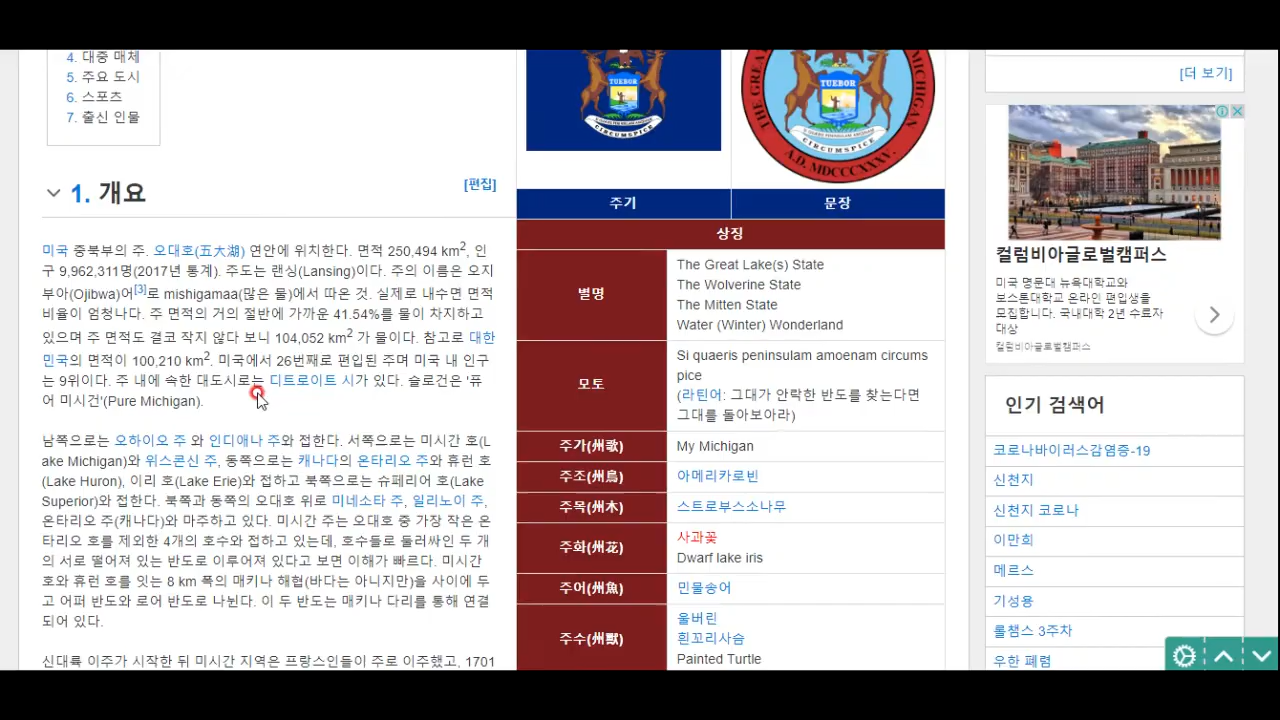 4. 대중 매체
5. 주요 도시
6. 스포츠
7. 출신 인물
1. 개요
[편집]
미국 중북부의 주. 오대호(五大湖) 연안에 위치한다. 면적 250,494 km2, 인
구 9,962,311명(2017년 통계). 주도는 랜싱(Lansing)이다. 주의 이름은 오지
부아(Ojibwa)어[3]로 mishigamaa(많은 물)에서 따온 것. 실제로 내수면 면적
비율이 엄청나다. 주 면적의 거의 절반에 가까운 41.54%를 물이 차지하고
있으며 주 면적도 결코 작지 않다 보니 104,052 km2 가 물이다. 참고로 대한
민국의 면적이 100,210 km2. 미국에서 26번째로 편입된 주며 미국 내 인구
는 9위이다. 주 내에 속한 대도시로는 디트로이트 시가 있다. 슬로건은 '퓨
어 미시건'(Pure Michigan).
남쪽으로는 오하이오 주 와 인디애나 주와 접한다. 서쪽으로는 미시간 호(L
ake Michigan)와 위스콘신 주, 동쪽으로는 캐나다의 온타리오 주와 휴런 호
(Lake Huron), 이리 호(Lake Erie)와 접하고 북쪽으로는 슈페리어 호(Lake
Superior)와 접한다. 북쪽과 동쪽의 오대호 위로 미네소타 주, 일리노이 주,
온타리오 주(캐나다)와 마주하고 있다. 미시간 주는 오대호 중 가장 작은 온
타리오 호를 제외한 4개의 호수와 접하고 있는데, 호수들로 둘러싸인 두 개
의 서로 떨어져 있는 반도로 이루어져 있다고 보면 이해가 빠르다. 미시간
호와 휴런 호를 잇는 8 km 폭의 매키나 해협(바다는 아니지만)을 사이에 두
고 어퍼 반도와 로어 반도로 나뉜다. 이 두 반도는 매키나 다리를 통해 연결
되어 있다.
신대륙 이주가 시작한 뒤 미시간 지역은 프랑스인들이 주로 이주했고, 1701
TUEBOR
CIRCUMSPICE
THE GREA
TUEBOR
CIRCUMSPICE
MICHIGAN
A.D. MDCCCXXXV.
주기
문장
상징
별명
The Great Lake(s) State
The Wolverine State
The Mitten State
Water (Winter) Wonderland
모토
Si quaeris peninsulam amoenam circums
pice
(라틴어: 그대가 안락한 반도를 찾는다면
그대를 돌아보아라)
주가(州歌)
My Michigan
주조(州鳥)
아메리카로빈
주목(州木)
스트로부스소나무
주화(州花)
사과꽃
Dwarf lake iris
주어(州魚)
민물송어
주수(州獸)
울버린
흰꼬리사슴
Painted Turtle
[더 보기]
컬럼비아글로벌캠퍼스
미국 명문대 뉴욕대학교와
보스톤대학교 온라인 편입생을
모집합니다. 국내대학 2년 수료자
대상
컬럼비아글로벌캠퍼스
인기 검색어
코로나바이러스감염증-19
신천지
신천지 코로나
이만희
메르스
기성용
롤챔스 3주차
우한 폐렴